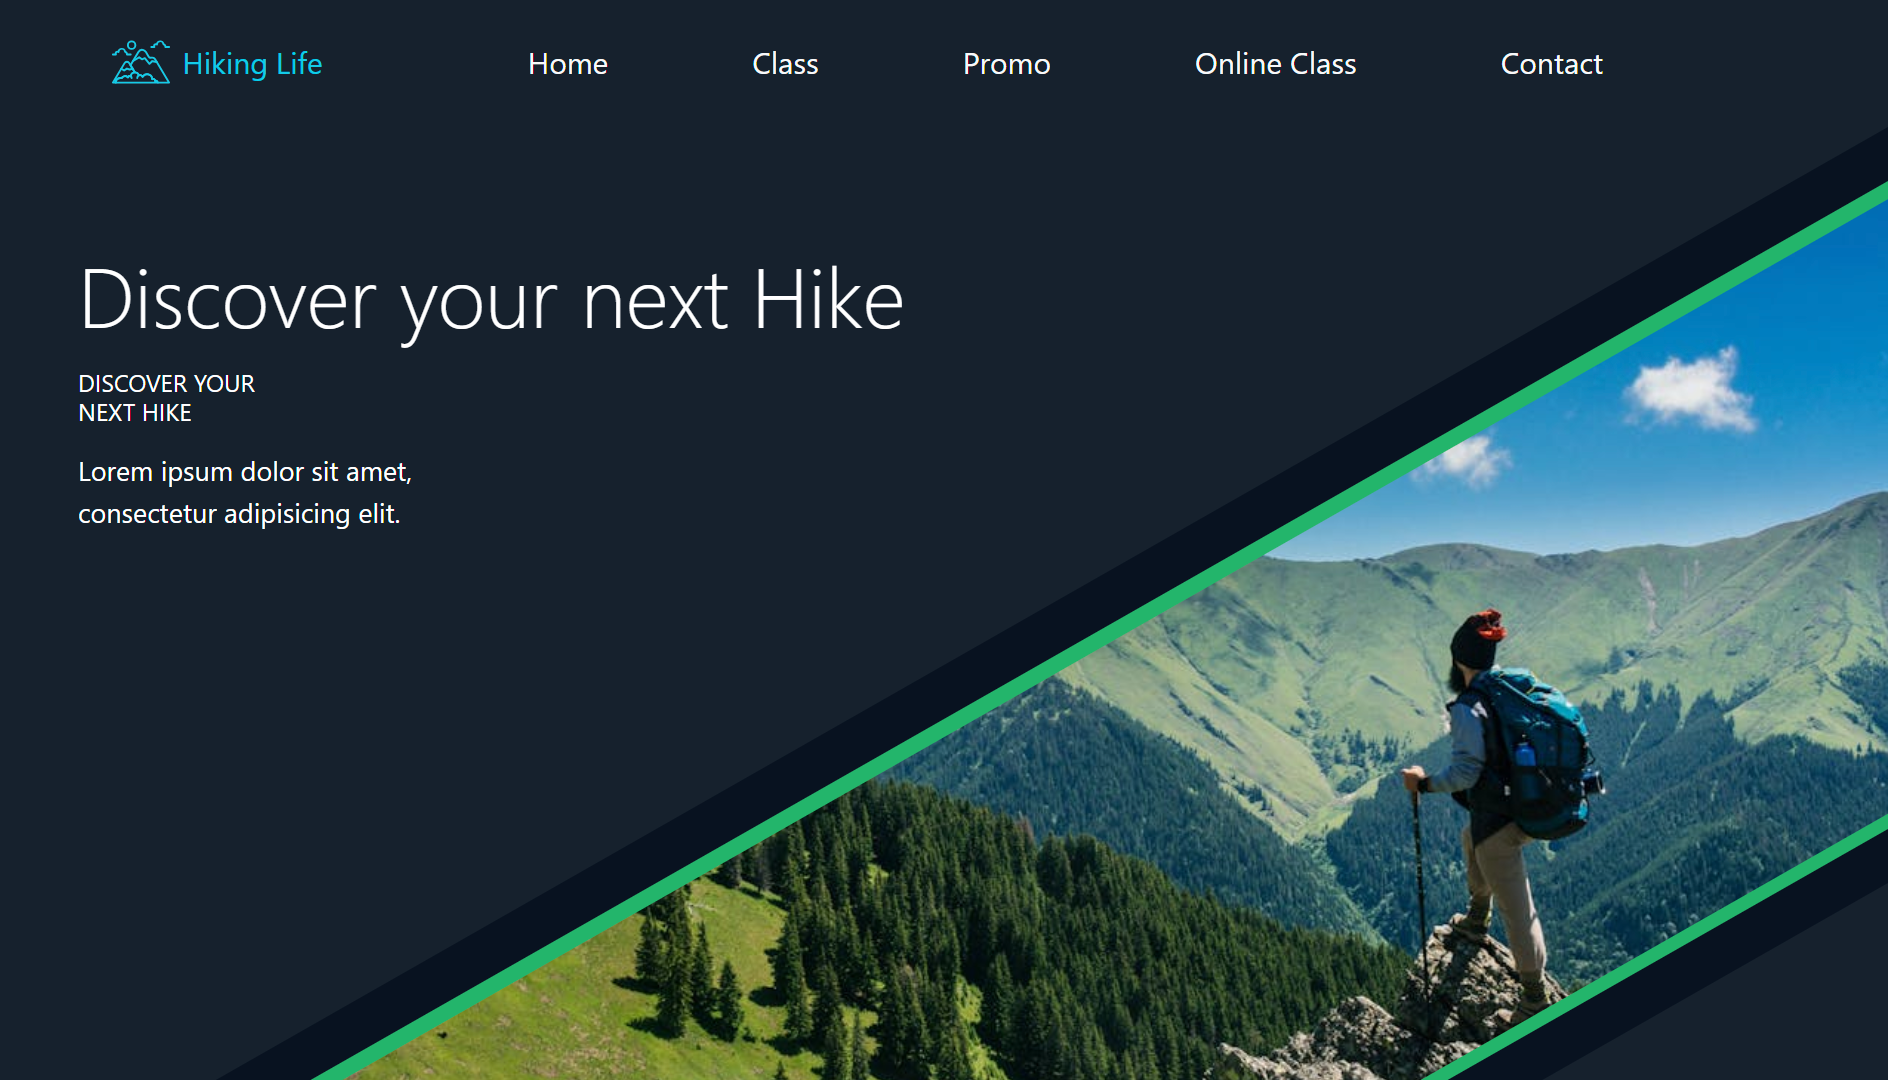 Hiking Life
Home
Class
Promo
Online Class
Contact
Discover your next Hike
DISCOVER YOUR
NEXT HIKE
Lorem ipsum dolor sit amet,
consectetur adipisicing elit.